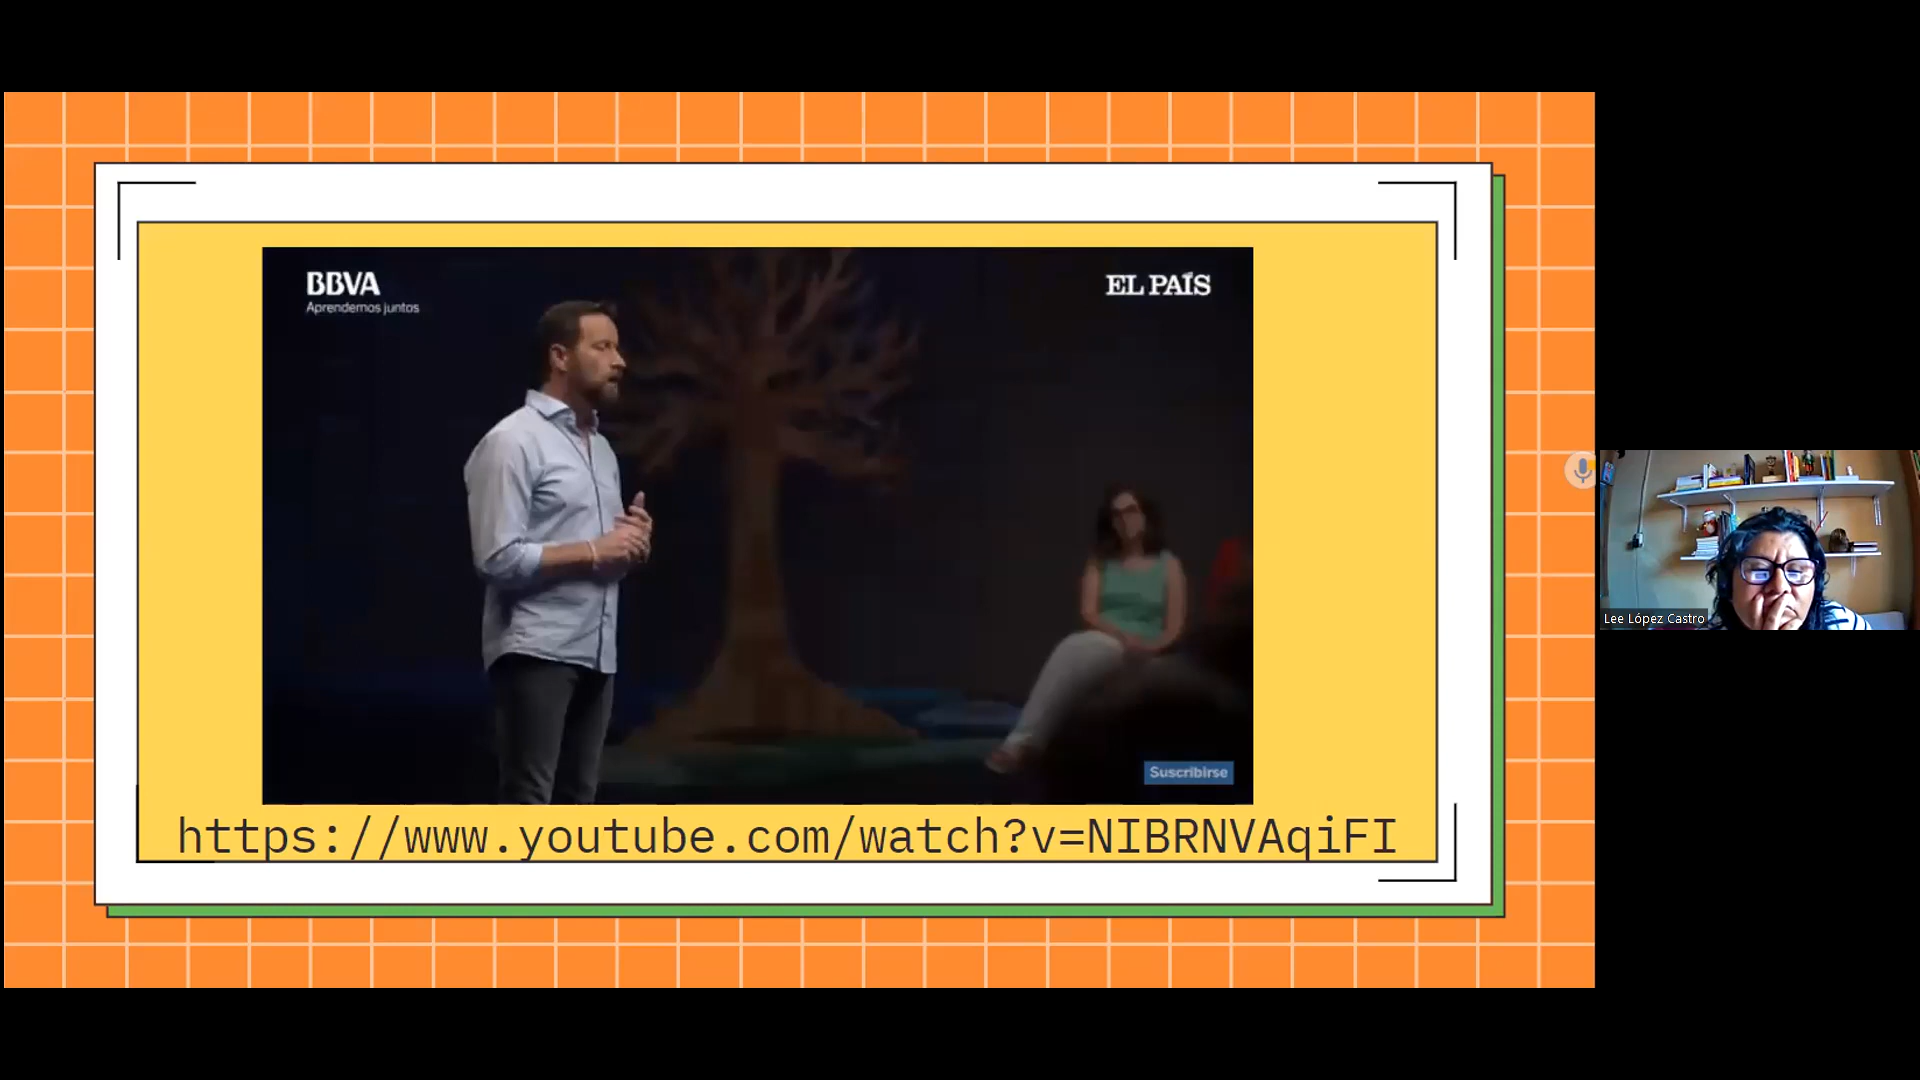 BBVA
Aprendemos juntos
EL PAÍS
Suscribirse
https://www.youtube.com/watch?v=NIBRNVAqiFI
Lee López Castro